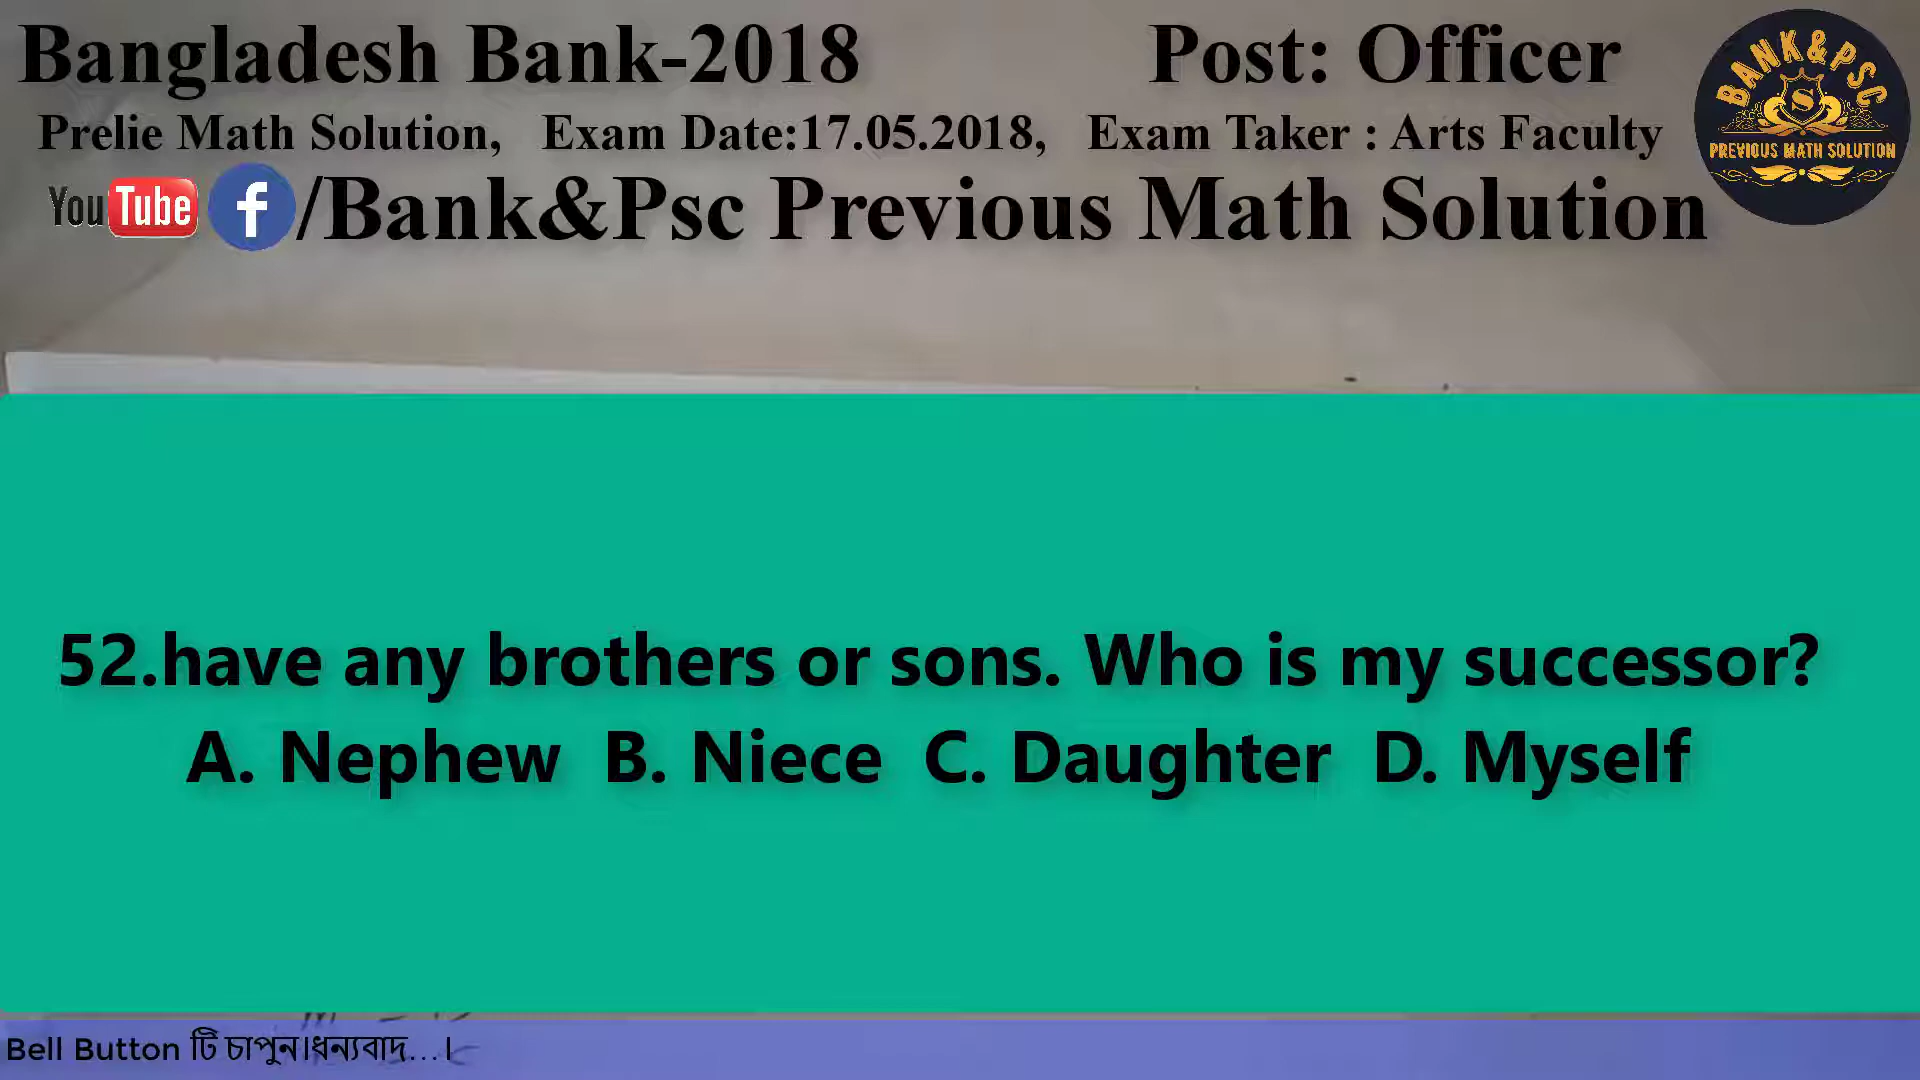 Bangladesh Bank-2018 Post: Officer
Prelie Math Solution, Exam Date:17.05.2018, Exam Taker : Arts Faculty
YouTube f/Bank&Psc Previous Math Solution
BANK&PSC
S
PREVIOUS MATH SOLUTION
52.have any brothers or sons. Who is my successor?
A. Nephew B. Niece C. Daughter D. Myself
Bell Button টি চাপুন।ধন্যবাদ...।